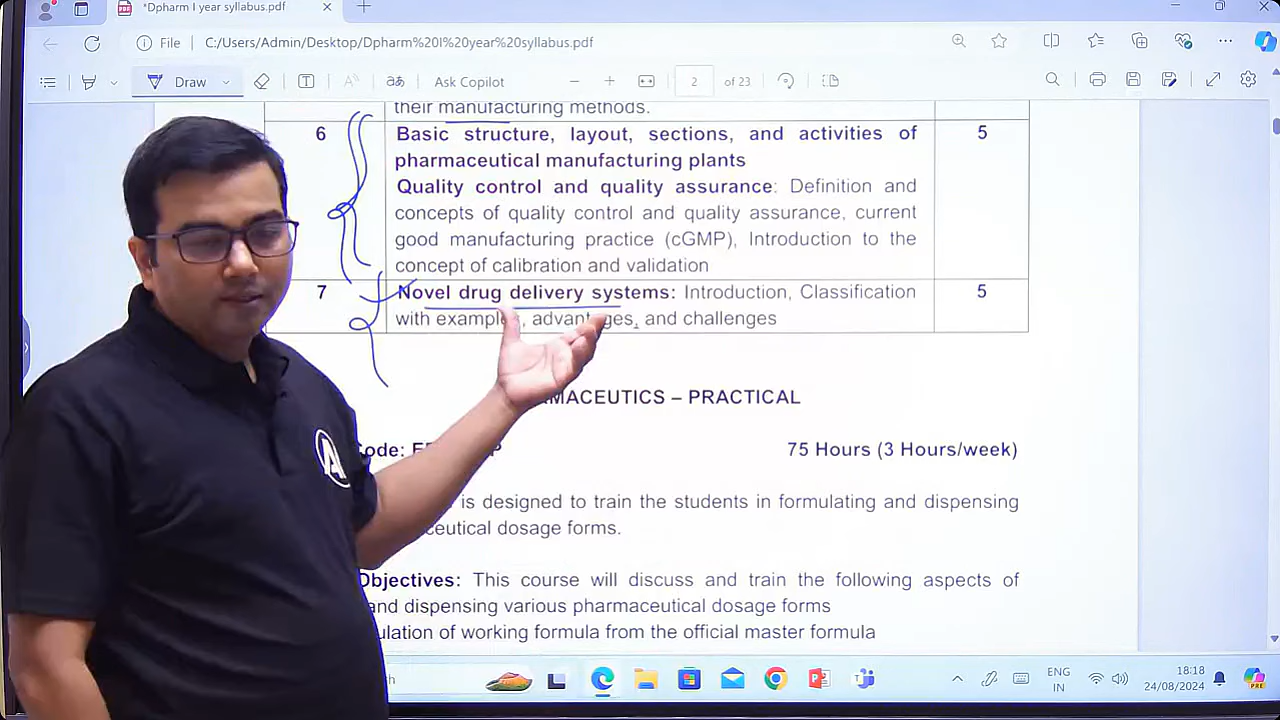 *Dpharm I year syllabus.pdf
File C:/Users/Admin/Desktop/Dpharm%20I%20year%20syllabus.pdf
Draw Ask Copilot 2 of 23
their manufacturing methods.
6 Basic structure, layout, sections, and activities of 5
pharmaceutical manufacturing plants
Quality control and quality assurance: Definition and
concepts of quality control and quality assurance, current
good manufacturing practice (cGMP), Introduction to the
concept of calibration and validation
7 Novel drug delivery systems: Introduction, Classification 5
with advantages, and challenges
– PRACTICAL
75 Hours (3 Hours/week)
is designed to train the students in formulating and dispensing
dosage forms.
Objectives: This course will discuss and train the following aspects of
and dispensing various pharmaceutical dosage forms
of working formula from the official master formula
ENG
IN
18:18
24/08/2024
A